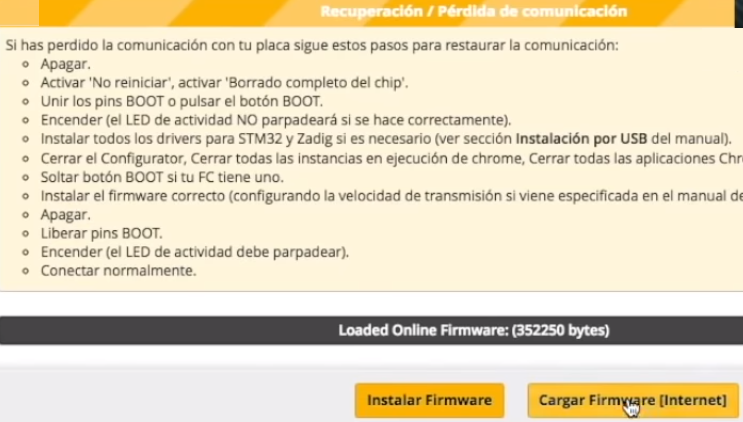 Recuperación / Pérdida de comunicación
Si has perdido la comunicación con tu placa sigue estos pasos para restaurar la comunicación:
Apagar.
Activar 'No reiniciar', activar 'Borrado completo del chip'.
Unir los pins BOOT o pulsar el botón BOOT.
Encender (el LED de actividad NO parpadeará si se hace correctamente).
Instalar todos los drivers para STM32 y Zadig si es necesario (ver sección Instalación por USB del manual).
Cerrar el Configurator, Cerrar todas las instancias en ejecución de chrome, Cerrar todas las aplicaciones Chr
Soltar botón BOOT si tu FC tiene uno.
Instalar el firmware correcto (configurando la velocidad de transmisión si viene especificada en el manual de
Apagar.
Liberar pins BOOT.
Encender (el LED de actividad debe parpadear).
Conectar normalmente.
Loaded Online Firmware: (352250 bytes)
Instalar Firmware
Cargar Firmware [Internet]